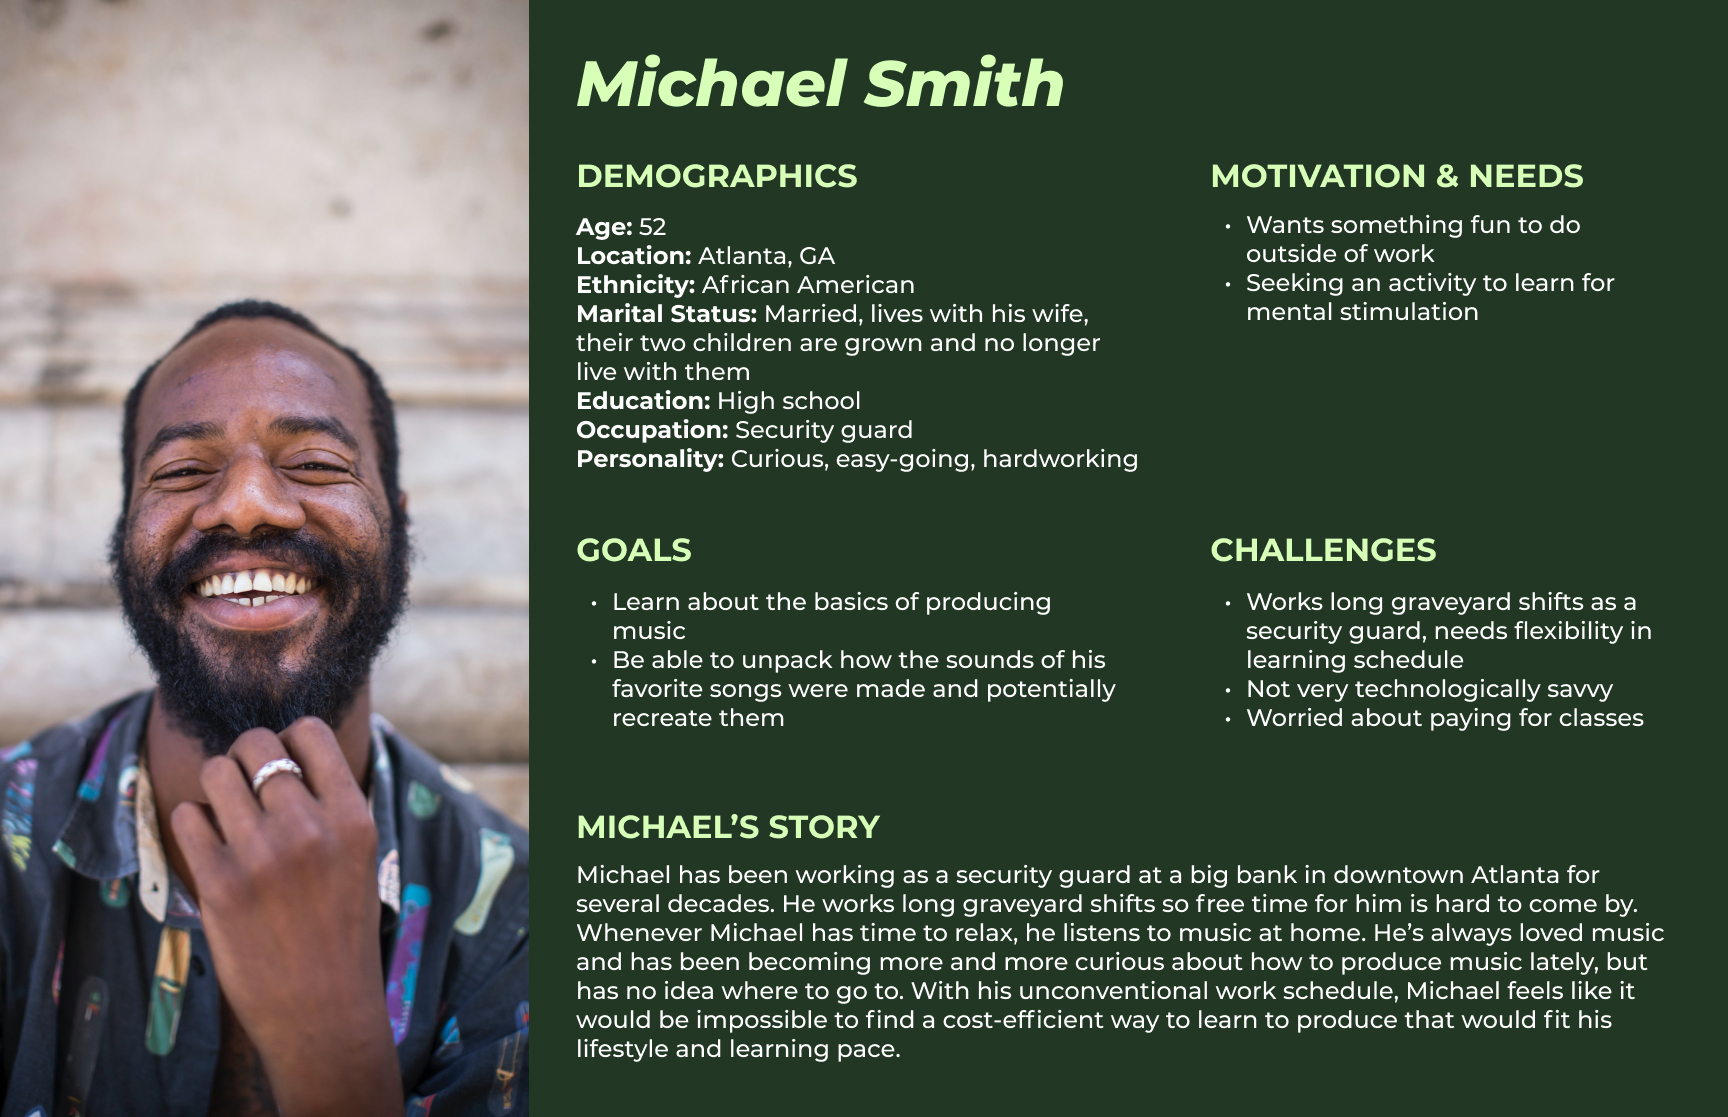 Michael Smith
DEMOGRAPHICS
Age: 52
Location: Atlanta, GA
Ethnicity: African American
Marital Status: Married, lives with his wife,
their two children are grown and no longer
live with them
Education: High school
Occupation: Security guard
Personality: Curious, easy-going, hardworking
MOTIVATION & NEEDS
• Wants something fun to do
outside of work
• Seeking an activity to learn for
mental stimulation
GOALS
• Learn about the basics of producing
music
• Be able to unpack how the sounds of his
favorite songs were made and potentially
recreate them
CHALLENGES
• Works long graveyard shifts as a
security guard, needs flexibility in
learning schedule
• Not very technologically savvy
• Worried about paying for classes
MICHAEL’S STORY
Michael has been working as a security guard at a big bank in downtown Atlanta for
several decades. He works long graveyard shifts so free time for him is hard to come by.
Whenever Michael has time to relax, he listens to music at home. He’s always loved music
and has been becoming more and more curious about how to produce music lately, but
has no idea where to go to. With his unconventional work schedule, Michael feels like it
would be impossible to find a cost-efficient way to learn to produce that would fit his
lifestyle and learning pace.